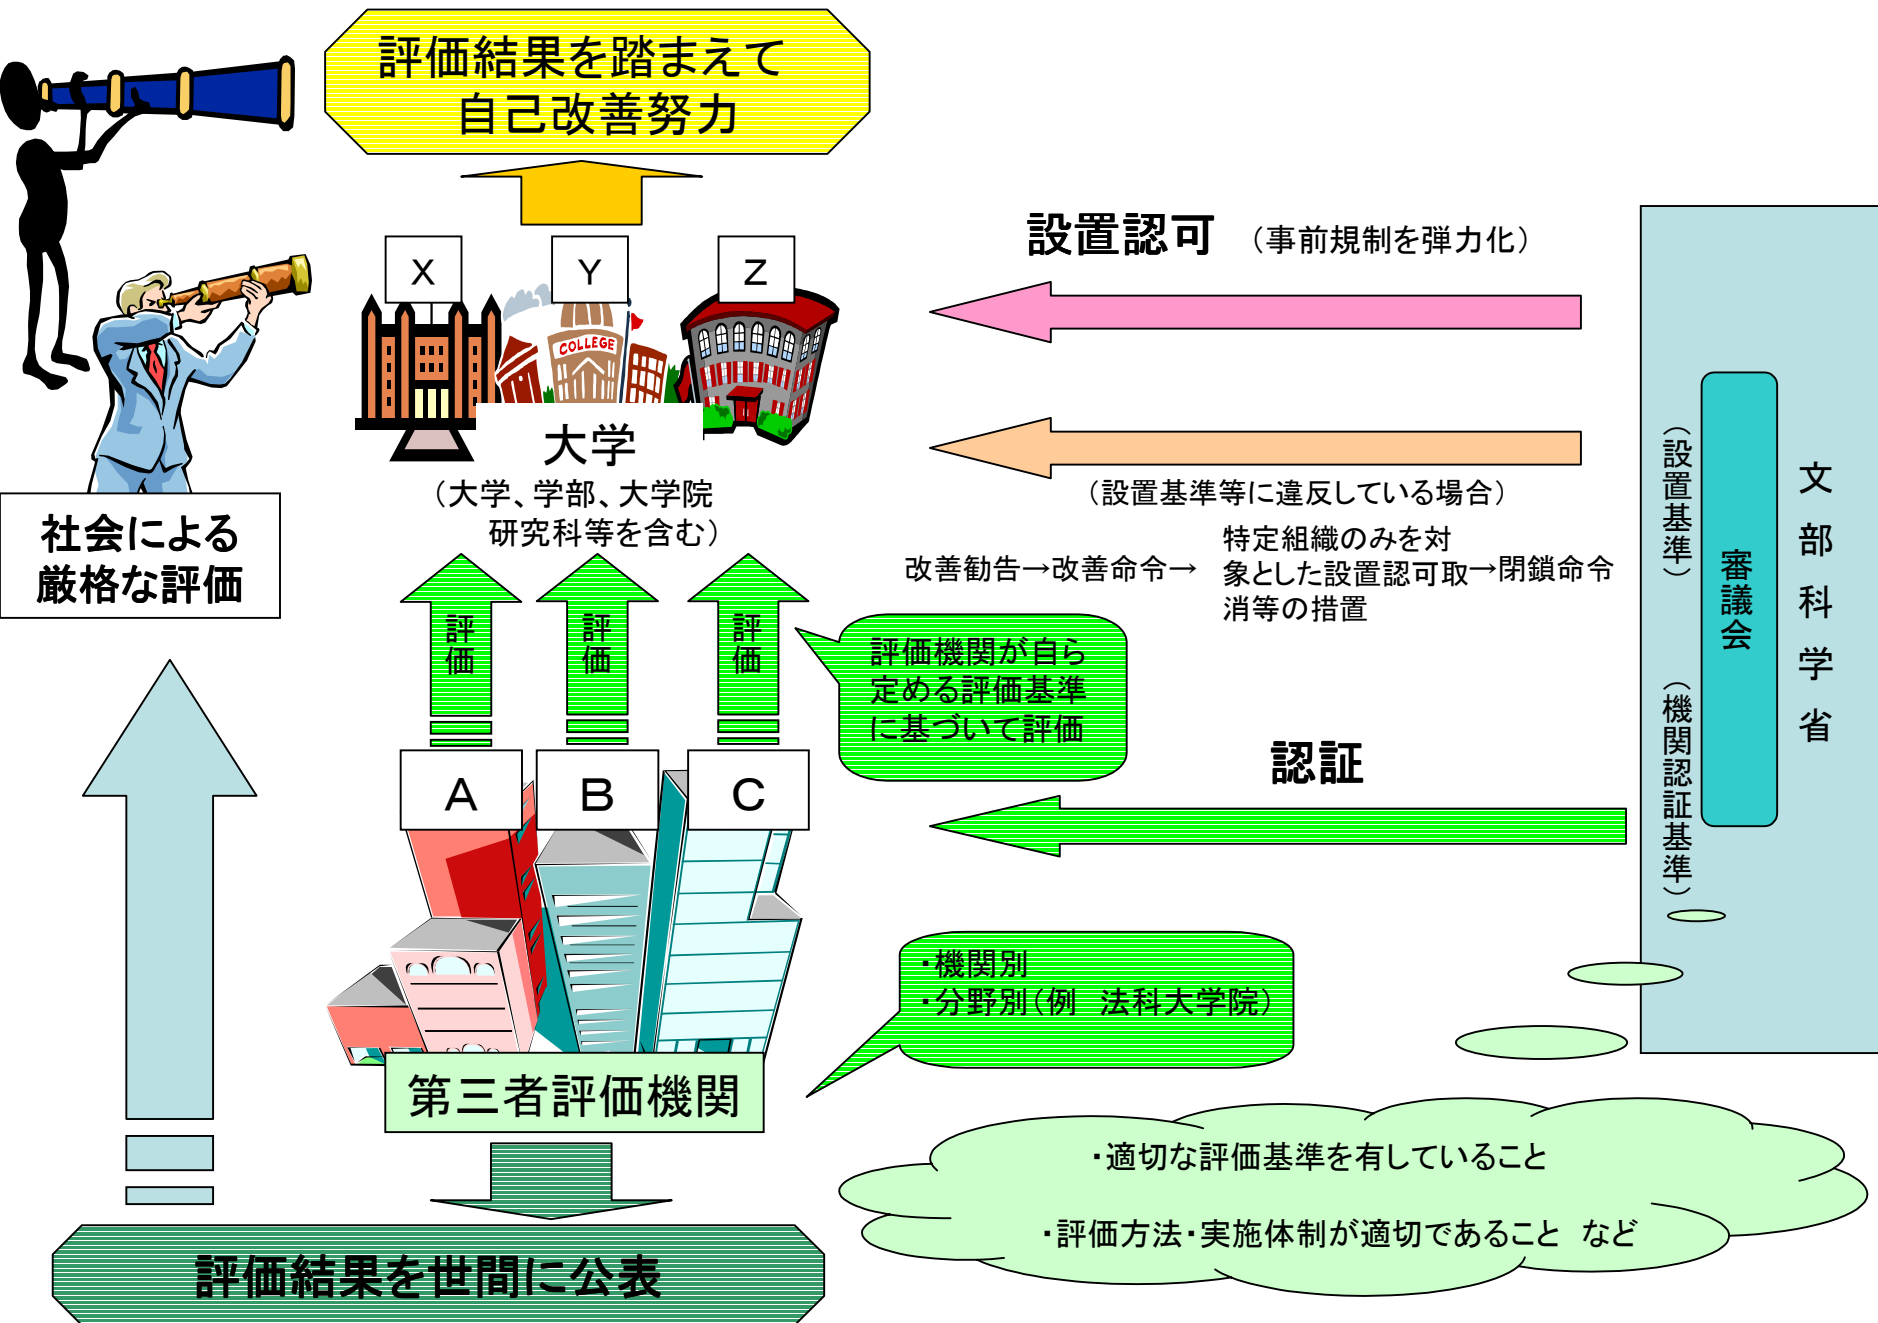 評価結果を踏まえて
自己改善努力
X
Y
Z
COLLEGE
大学
（大学、学部、大学院
研究科等を含む）
設置認可 （事前規制を弾力化）
（設置基準等に違反している場合）
改善勧告→改善命令→
特定組織のみを対
象とした設置認可取
消等の措置
→閉鎖命令
社会による
厳格な評価
評価
評価
評価
評価機関が自ら
定める評価基準
に基づいて評価
A
B
C
認証
（設置基準）
（機関認証基準）
審議会
文部科学省
・機関別
・分野別（例　法科大学院）
第三者評価機関
・適切な評価基準を有していること
・評価方法・実施体制が適切であること　など
評価結果を世間に公表